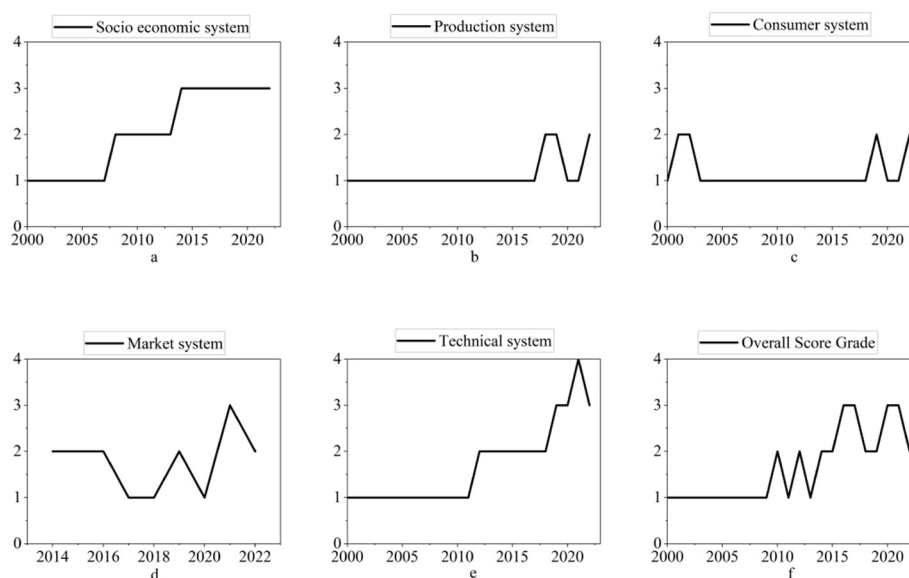 Socio economic system
4
3
2
1
0
2000 2005 2010 2015 2020
a
Production system
4
3
2
1
0
2000 2005 2010 2015 2020
b
Consumer system
4
3
2
1
0
2000 2005 2010 2015 2020
c
Market system
4
3
2
1
0
2014 2016 2018 2020 2022
d
Technical system
4
3
2
1
0
2000 2005 2010 2015 2020
e
Overall Score Grade
4
3
2
1
0
2000 2005 2010 2015 2020
f